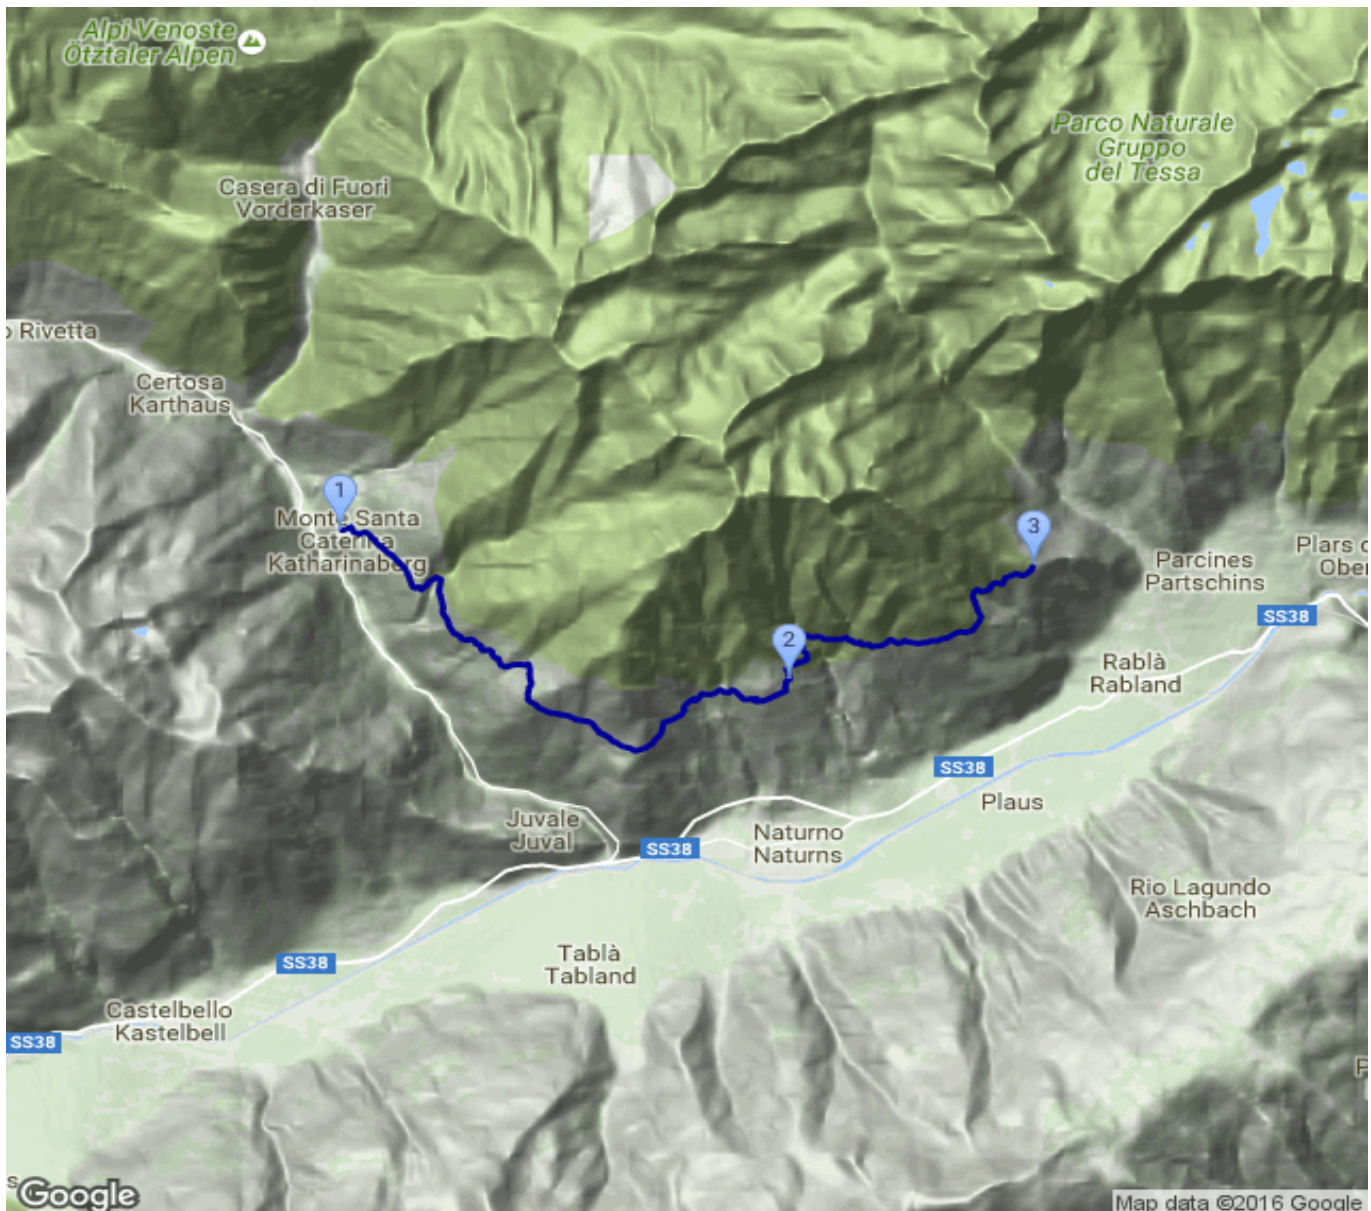 Alpi Venoste
Ötztaler Alpen
Parco Naturale
Gruppo
del Tessa
Casera di Fuori
Vorderkaser
o Rivetta
Certosa
Karthaus
1
Monte Santa
Caterina
Katharinaberg
3
Parcines
Partschins
Plars d
Ober
SS38
2
Rablà
Rabland
SS38
Plaus
Juvale
Juval
SS38
Naturno
Naturns
Rio Lagundo
Aschbach
Tablà
Tabland
SS38
Castelbello
Kastelbell
SS38
P
s
Google
Map data ©2016 Google